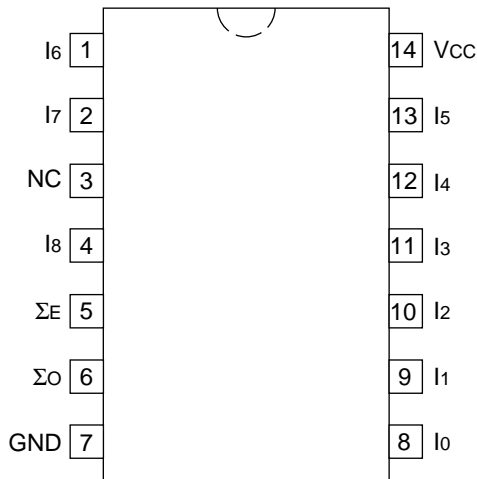 I6 1 14 VCC
I7 2 13 I5
NC 3 12 I4
I8 4 11 I3
ΣE 5 10 I2
ΣO 6 9 I1
GND 7 8 I0